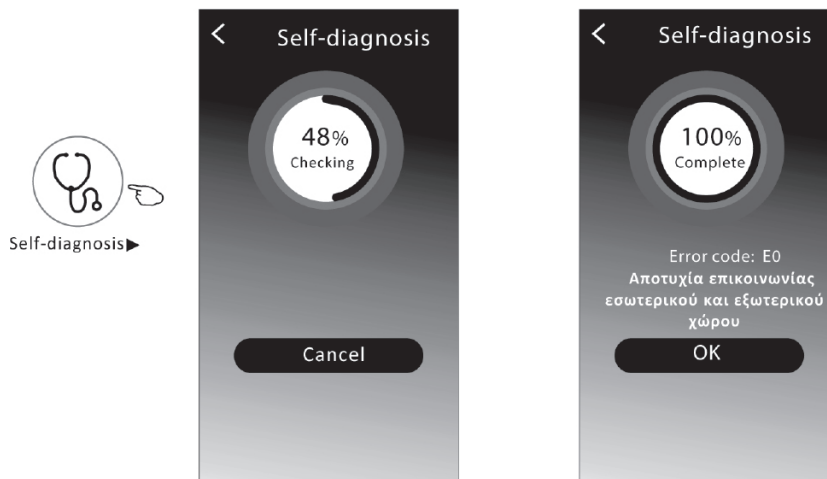 Self-diagnosis▶
Self-diagnosis
48%
Checking
Cancel
Self-diagnosis
100%
Complete
Error code: E0
Αποτυχία επικοινωνίας
εσωτερικού και εξωτερικού
χώρου
OK